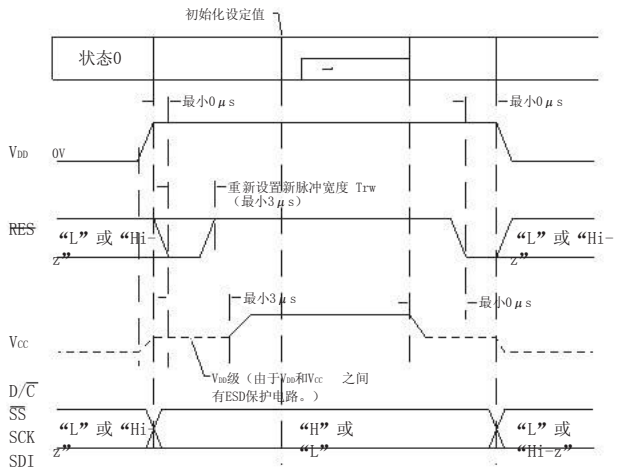 初始化设定值
状态0
最小0μs
最小0μs
VDD 0V
重新设置新脉冲宽度 Trw
（最小3μs）
RES
“L”或“Hi-z”
“L”或“Hi-z”
最小3μs
最小0μs
VCC
VDD级（由于VDD和VCC 之间
有ESD保护电路。）
D/C
SS
SCK
SDI
“L”或“Hi-z”
“H”或
“L”
“L”或
“Hi-z”